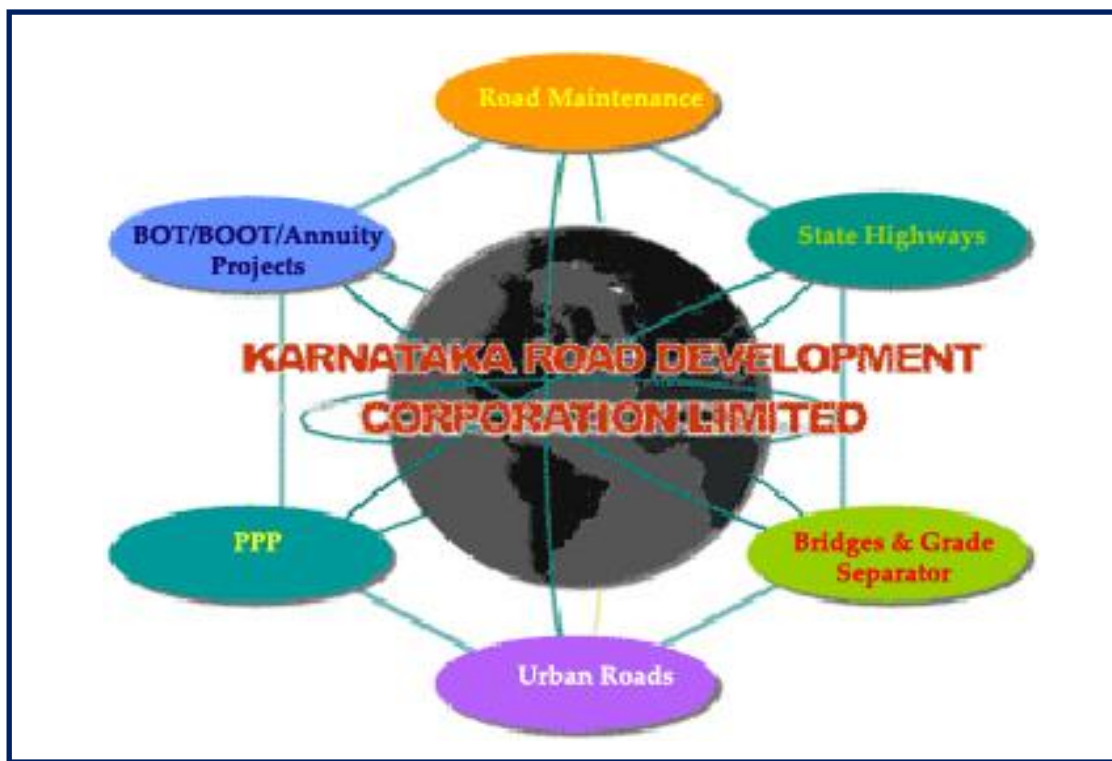 Road Maintenance
BOT/BOOT/Annuity
Projects
State Highways
KARNATAKA ROAD DEVELOPMENT
CORPORATION LIMITED
PPP
Bridges & Grade
Separator
Urban Roads